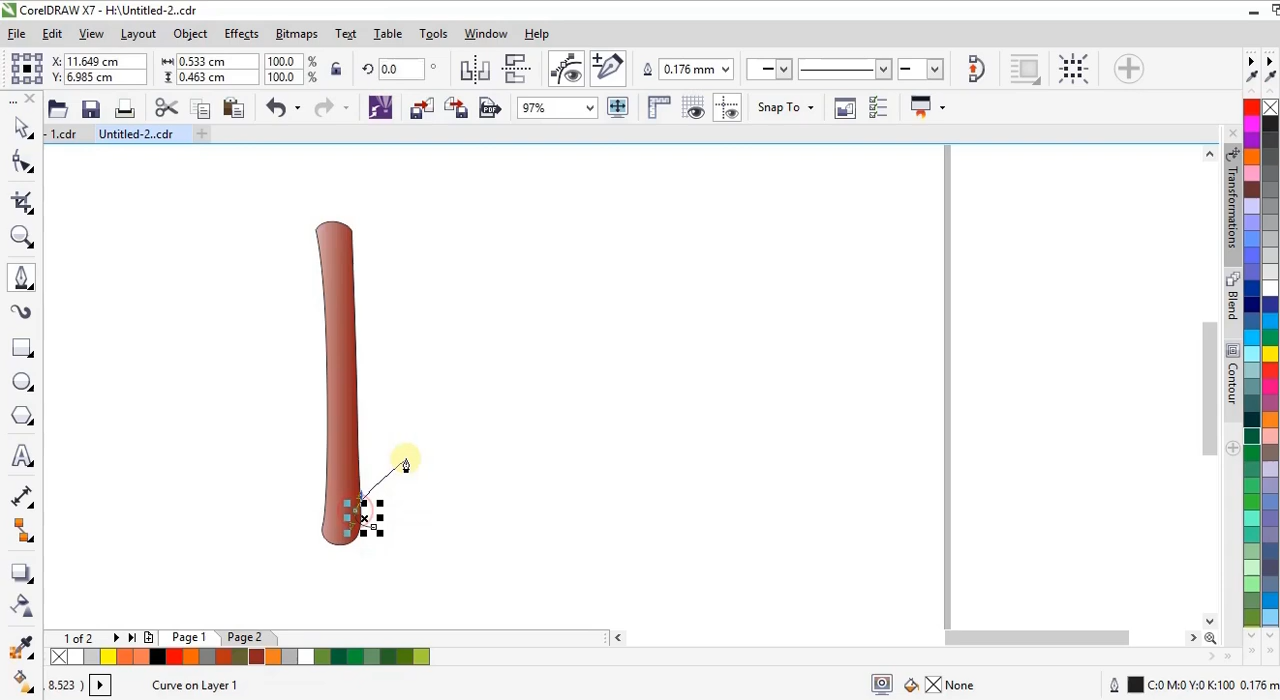 CorelDRAW X7 - H:\Untitled-2..cdr
File Edit View Layout Object Effects Bitmaps Text Table Tools Window Help
X: 11.649 cm 0.533 cm 100.0 % 0.0 ° 0.176 mm
Y: 6.985 cm 0.463 cm 100.0 %
PDF 97% Snap To
- 1.cdr Untitled-2..cdr
Transformations
Blend
Contour
1 of 2 Page 1 Page 2
8.523 ) Curve on Layer 1 None C:0 M:0 Y:0 K:100 0.176 m